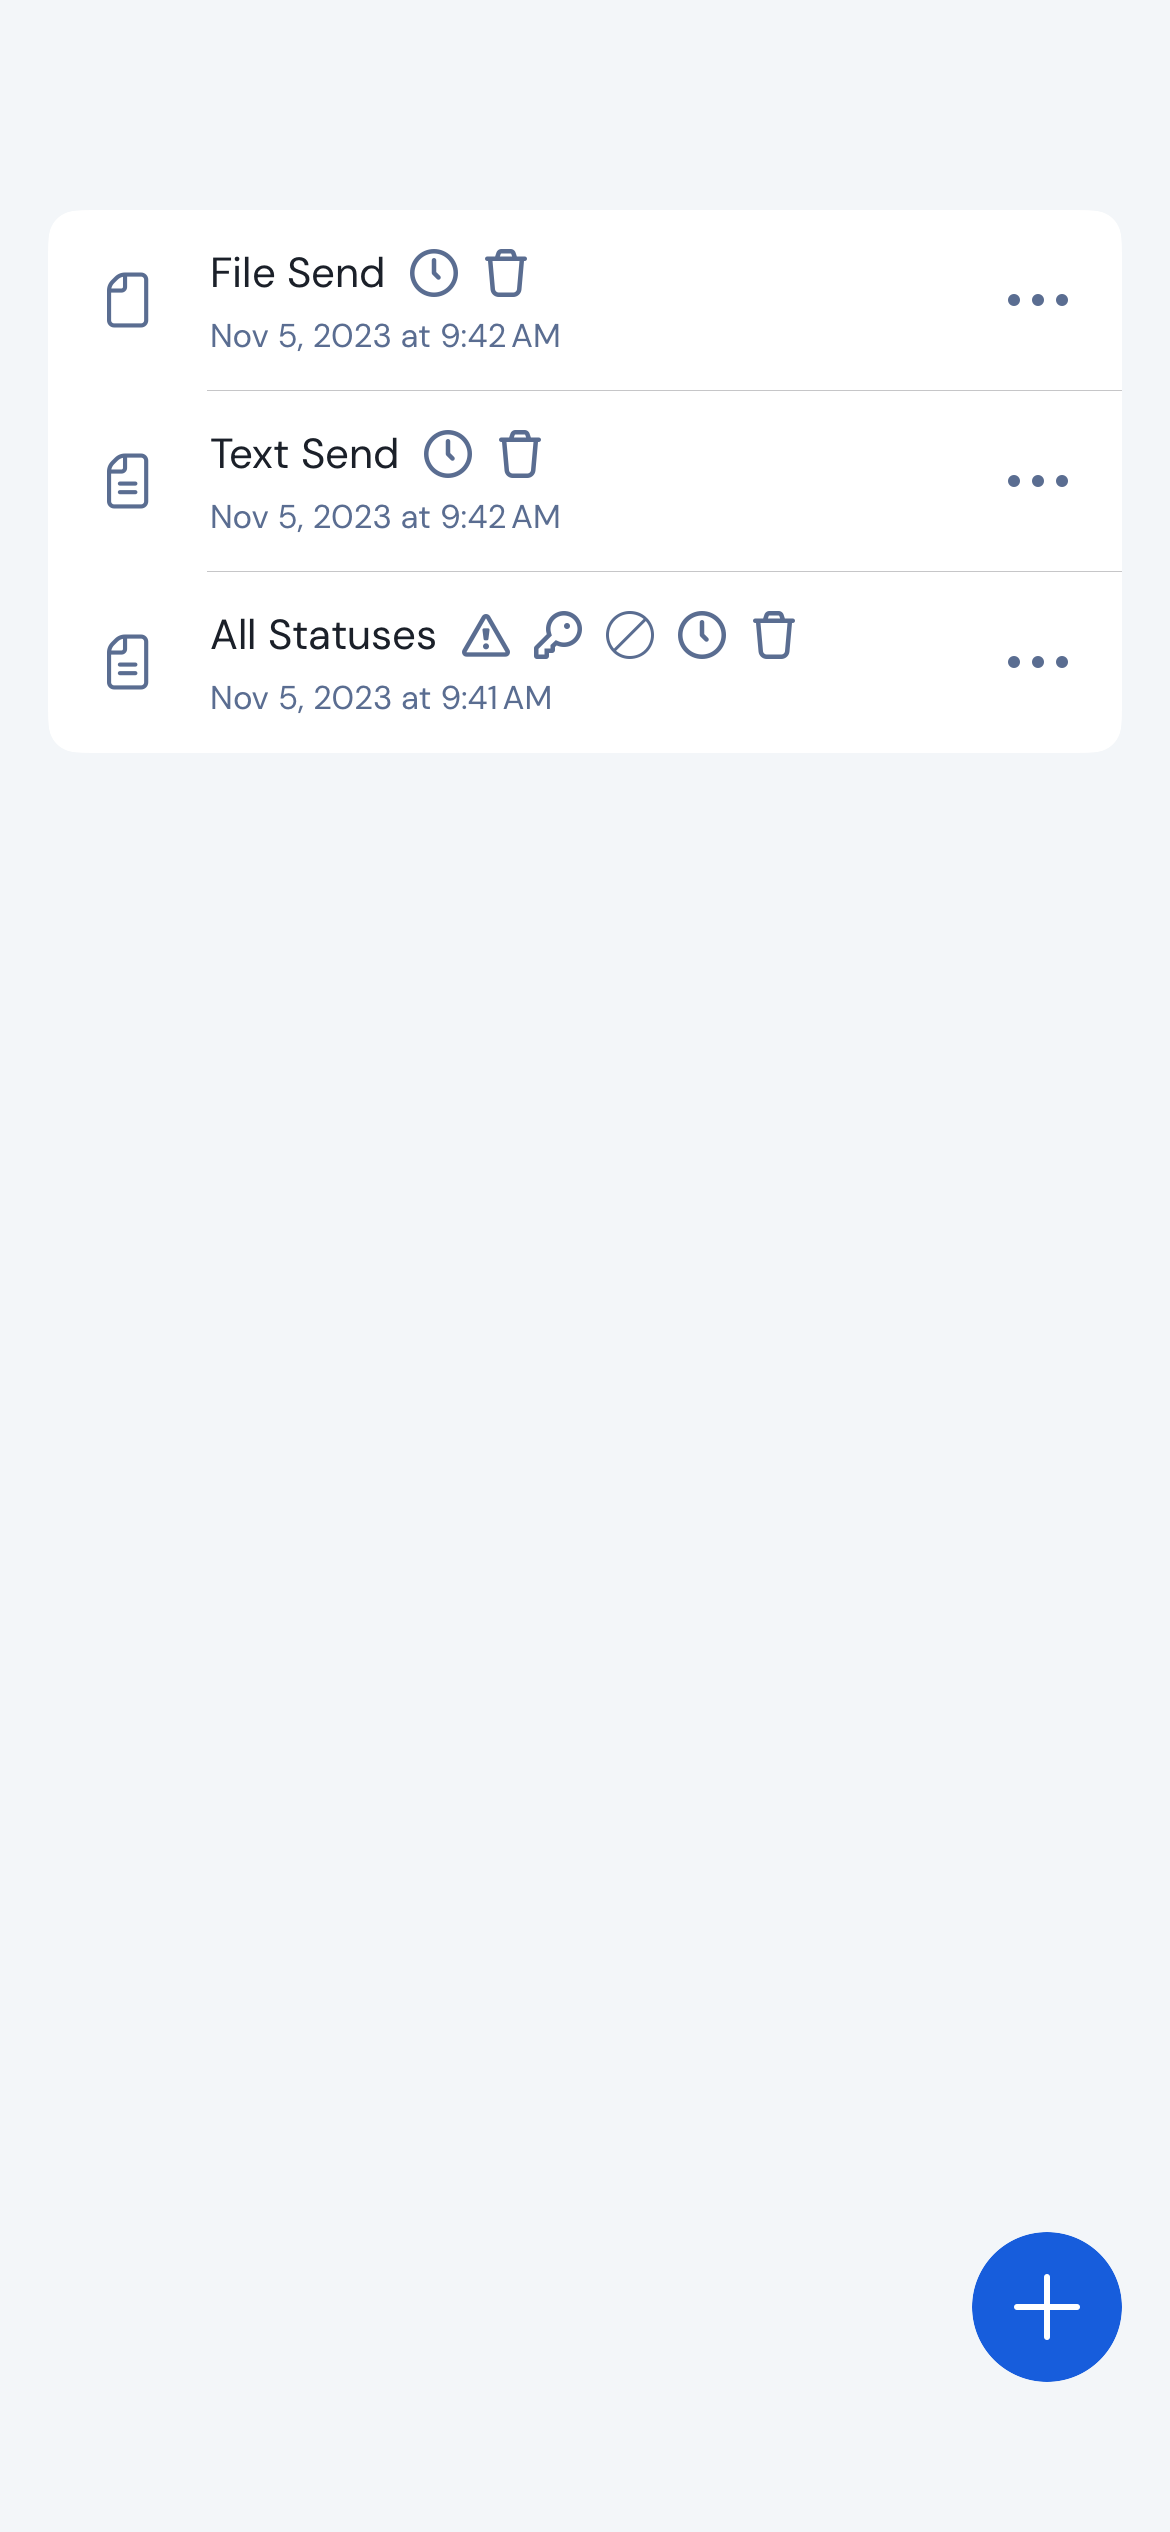 File Send
Nov 5, 2023 at 9:42 AM
Text Send
Nov 5, 2023 at 9:42 AM
All Statuses
Nov 5, 2023 at 9:41 AM